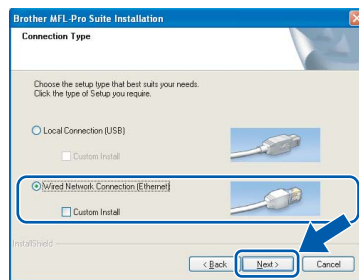 Brother MFL-Pro Suite Installation
Connection Type
Choose the setup type that best suits your needs.
Click the type of Setup you require.
Local Connection (USB)
Custom Install
Wired Network Connection (Ethernet)
Custom Install
InstallShield
< Back
Next >
Cancel